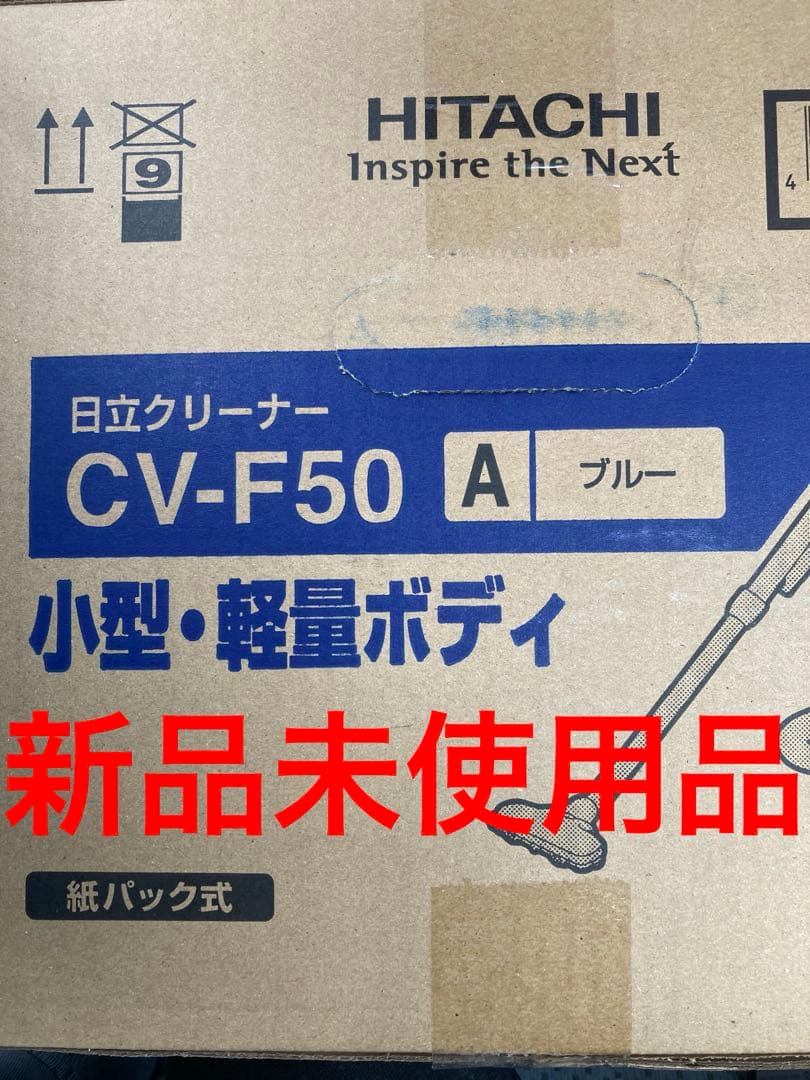 HITACHI
Inspire the Next
9
4
日立クリーナー
CV-F50 A ブルー
小型・軽量ボディ
新品未使用品
紙パック式